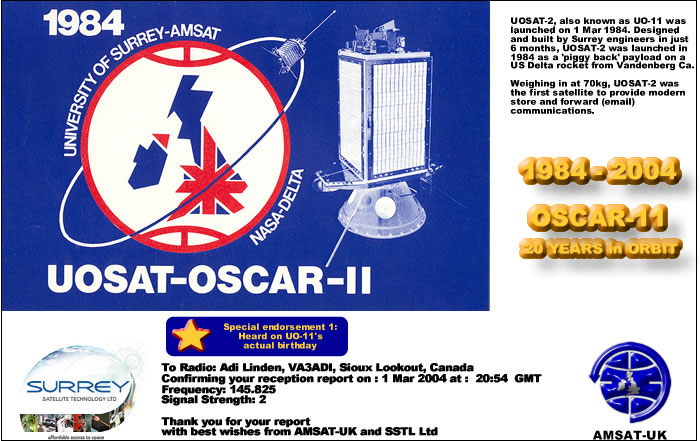 1984
UNIVERSITY OF SURREY-AMSAT
NASA-DELTA
UOSAT-OSCAR-II
UOSAT-2, also known as UO-11 was
launched on 1 Mar 1984. Designed
and built by Surrey engineers in just
6 months, UOSAT-2 was launched in
1984 as a 'piggy back' payload on a
US Delta rocket from Vandenberg Ca.
Weighing in at 70kg, UOSAT-2 was
the first satellite to provide modern
store and forward (email)
communications.
1984 - 2004
OSCAR-11
20 YEARS in ORBIT
Special endorsement 1:
Heard on UO-11's
actual birthday
SURREY
SATELLITE TECHNOLOGY LTD
affordable access to space
To Radio: Adi Linden, VA3ADI, Sioux Lookout, Canada
Confirming your reception report on : 1 Mar 2004 at : 20:54 GMT
Frequency: 145.825
Signal Strength: 2
Thank you for your report
with best wishes from AMSAT-UK and SSTL Ltd
AMSAT-UK